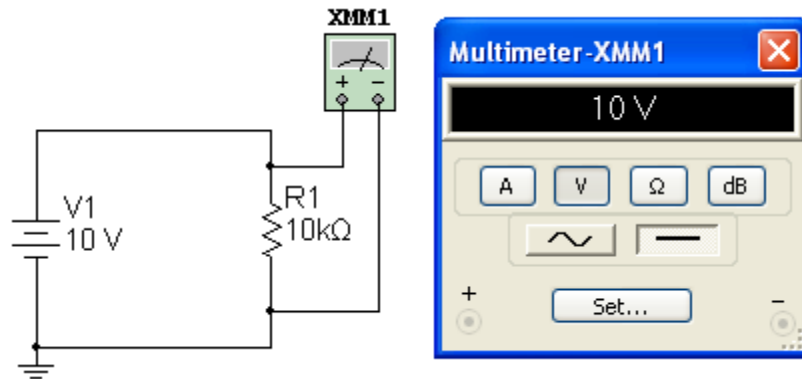 XMM1
+ −
V1
10 V
R1
10kΩ
Multimeter-XMM1
10 V
A V Ω dB
+ −
Set...